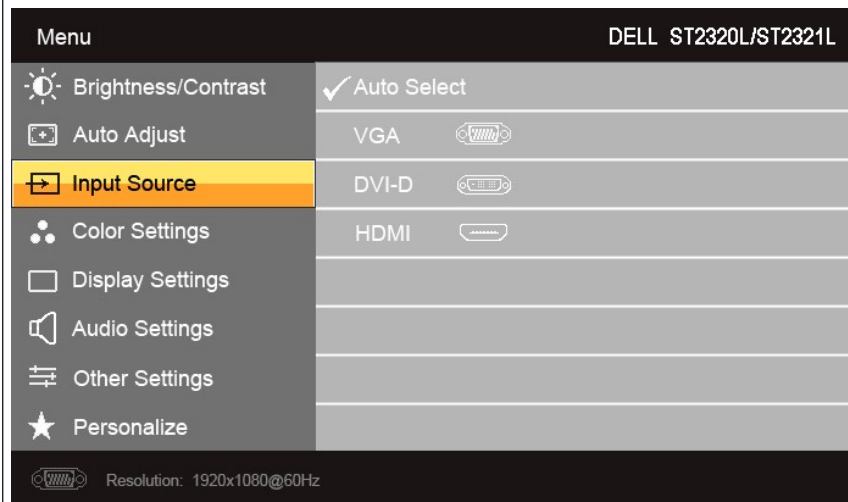 Menu DELL ST2320L/ST2321L
Brightness/Contrast
Auto Adjust
Input Source
Color Settings
Display Settings
Audio Settings
Other Settings
Personalize
Auto Select
VGA
DVI-D
HDMI
Resolution: 1920x1080@60Hz